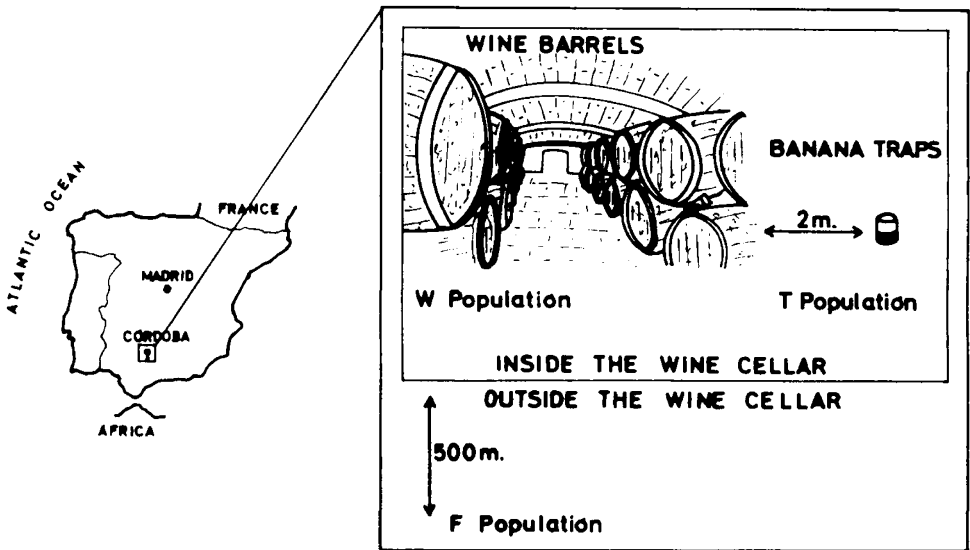 ATLANTIC OCEAN
FRANCE
MADRID
CORDOBA
AFRICA
WINE BARRELS
BANANA TRAPS
2m.
W Population
T Population
INSIDE THE WINE CELLAR
OUTSIDE THE WINE CELLAR
500m.
F Population